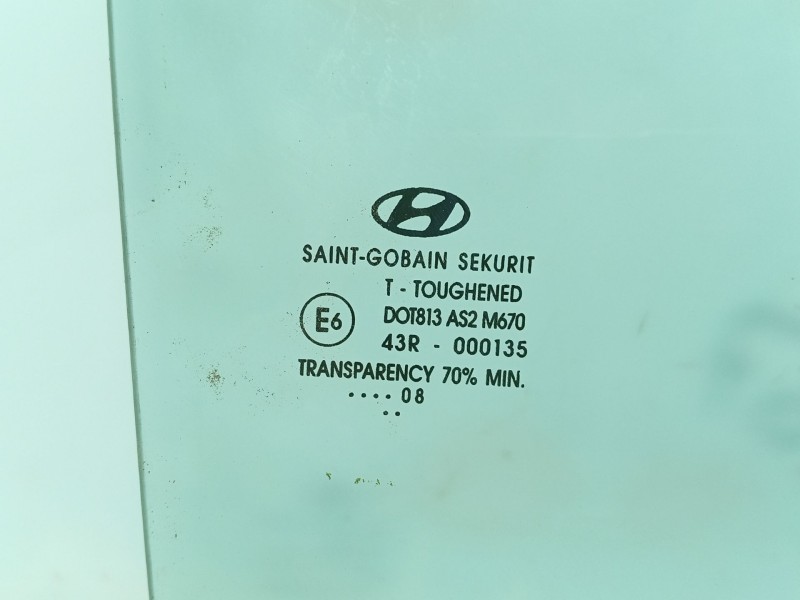 SAINT-GOBAIN SEKURIT
T - TOUGHENED
E6
DOT813 AS2 M670
43R - 000135
TRANSPARENCY 70% MIN.
.... 08
..